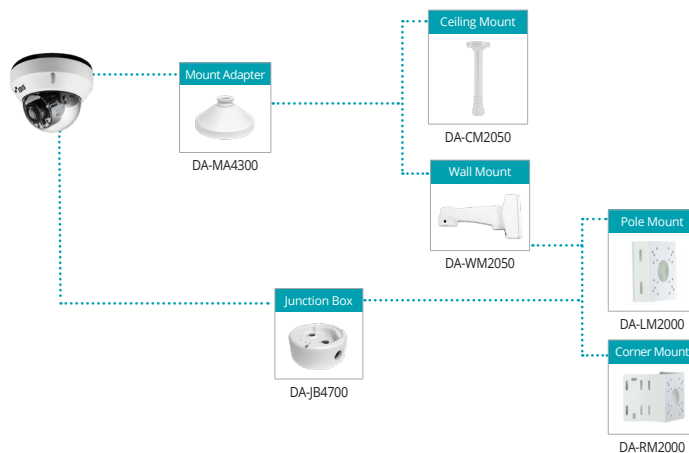 Ceiling Mount
Mount Adapter
DA-CM2050
DA-MA4300
Wall Mount
DA-WM2050
Pole Mount
DA-LM2000
Junction Box
DA-JB4700
Corner Mount
DA-RM2000